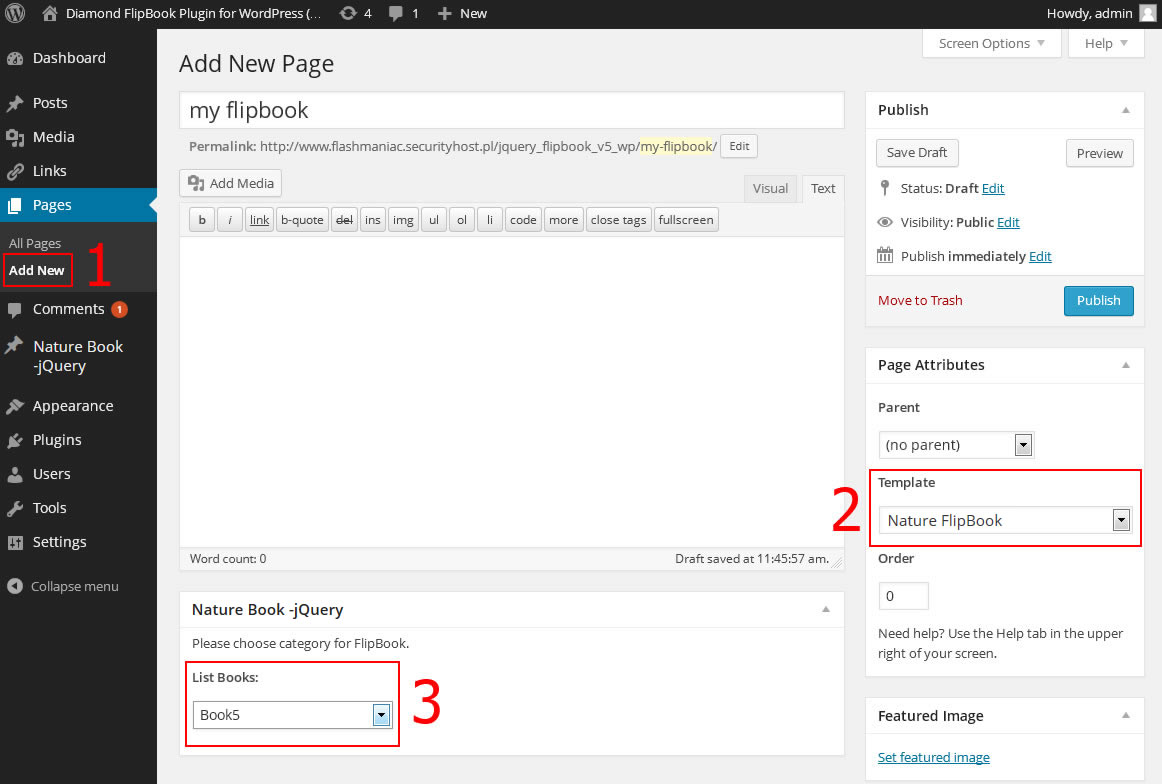 Diamond FlipBook Plugin for WordPress (... 4 1 New Howdy, admin
Screen Options Help
Dashboard
Posts
Media
Links
Pages
All Pages
Add New
1
Comments 1
Nature Book
-jQuery
Appearance
Plugins
Users
Tools
Settings
Collapse menu
Add New Page
my flipbook
Permalink: http://www.flashmaniac.securityhost.pl/jquery_flipbook_v5_wp/my-flipbook/ Edit
Add Media
Visual Text
b i link b-quote del ins img ul ol li code more close tags fullscreen
Word count: 0 Draft saved at 11:45:57 am.
Nature Book -jQuery
Please choose category for FlipBook.
List Books:
Book5
3
Publish
Save Draft Preview
Status: Draft Edit
Visibility: Public Edit
Publish immediately Edit
Move to Trash Publish
Page Attributes
Parent
(no parent)
2
Template
Nature FlipBook
Order
0
Need help? Use the Help tab in the upper
right of your screen.
Featured Image
Set featured image